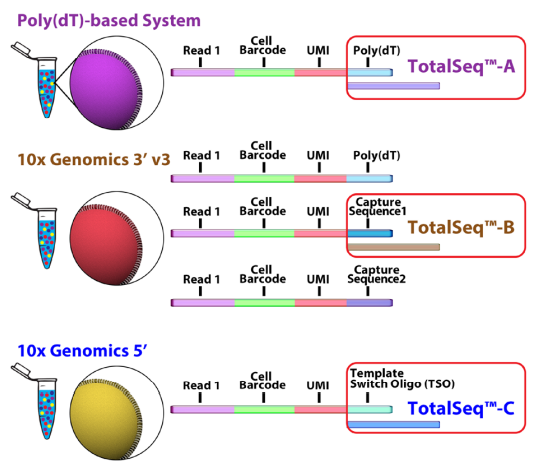 Poly(dT)-based System
Read 1
Cell
Barcode
UMI
Poly(dT)
TotalSeq™-A
10x Genomics 3′ v3
Read 1
Cell
Barcode
UMI
Poly(dT)
Read 1
Cell
Barcode
UMI
Capture
Sequence1
TotalSeq™-B
Read 1
Cell
Barcode
UMI
Capture
Sequence2
10x Genomics 5′
Read 1
Cell
Barcode
UMI
Template
Switch Oligo (TSO)
TotalSeq™-C